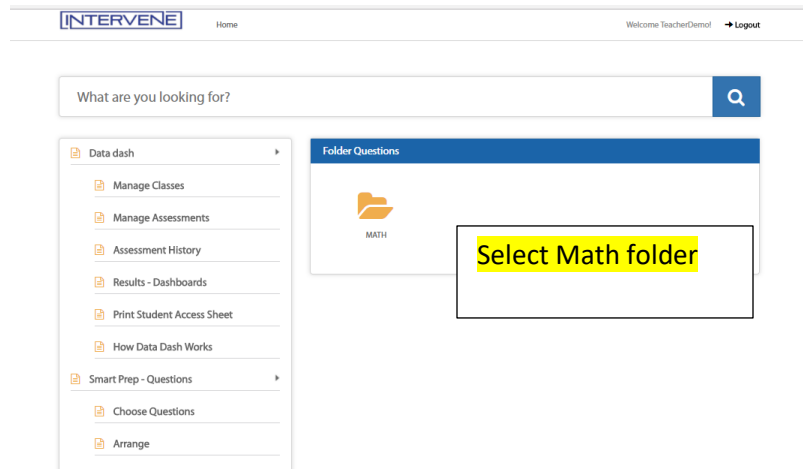 INTERVENE
Home
Welcome TeacherDemo!
Logout
What are you looking for?
Data dash
Manage Classes
Manage Assessments
Assessment History
Results - Dashboards
Print Student Access Sheet
How Data Dash Works
Smart Prep - Questions
Choose Questions
Arrange
Folder Questions
MATH
Select Math folder